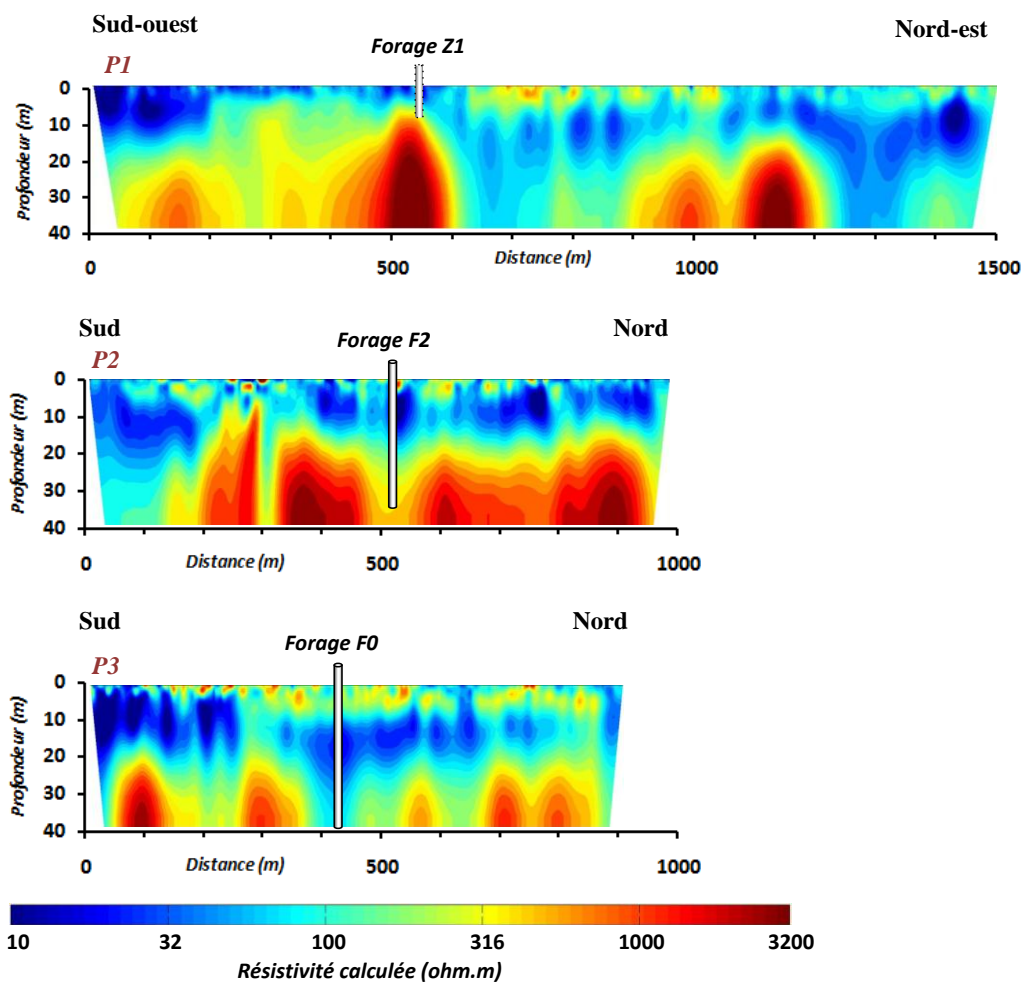 Sud-ouest
Nord-est
Forage Z1
P1
0
10
20
30
40
Profondeur (m)
0
500
1000
1500
Distance (m)
Sud
Nord
Forage F2
P2
0
10
20
30
40
Profondeur (m)
0
500
1000
Distance (m)
Sud
Nord
Forage F0
P3
0
10
20
30
40
Profondeur (m)
0
500
1000
Distance (m)
10 32 100 316 1000 3200
Résistivité calculée (ohm.m)